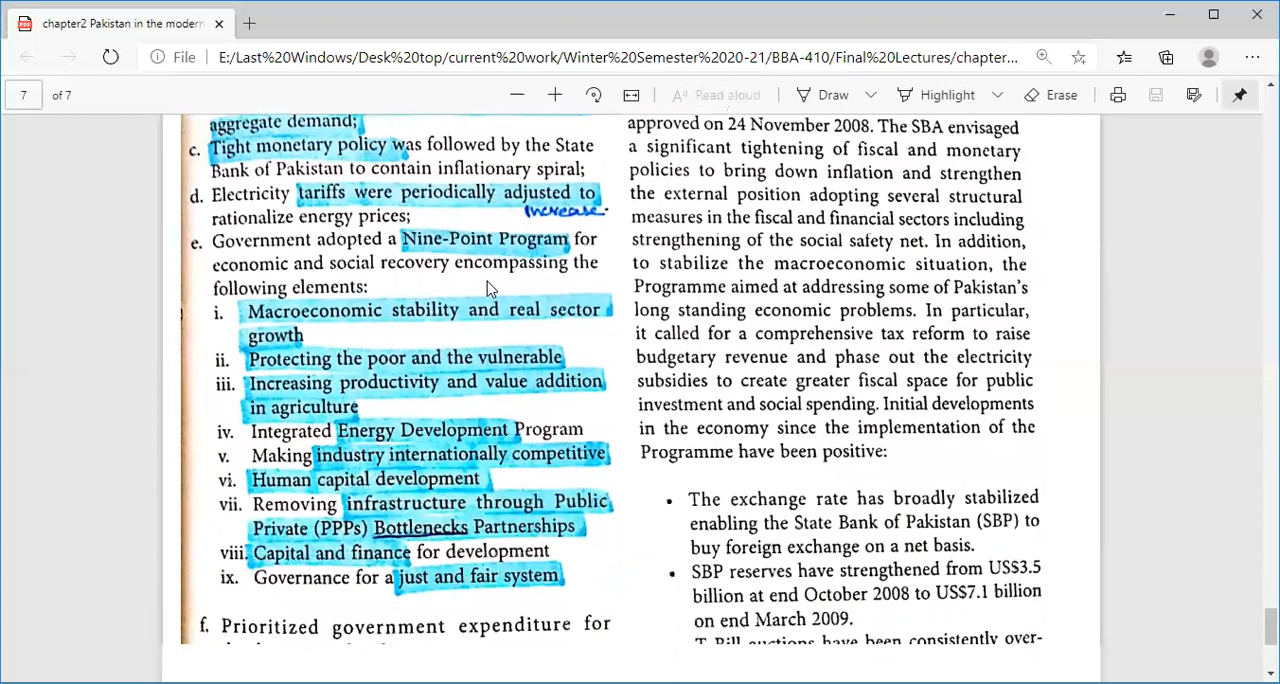 chapter2 Pakistan in the modern
File E:/Last%20Windows/Desk%20top/current%20work/Winter%20Semester%202020-21/BBA-410/Final%20Lectures/chapter...
7 of 7 Read aloud Draw Highlight Erase
aggregate demand;
c. Tight monetary policy was followed by the State
Bank of Pakistan to contain inflationary spiral;
d. Electricity tariffs were periodically adjusted to
rationalize energy prices; Increase
e. Government adopted a Nine-Point Program for
economic and social recovery encompassing the
following elements:
i. Macroeconomic stability and real sector
growth
ii. Protecting the poor and the vulnerable
iii. Increasing productivity and value addition
in agriculture
iv. Integrated Energy Development Program
v. Making industry internationally competitive
vi. Human capital development
vii. Removing infrastructure through Public
Private (PPPs) Bottlenecks Partnerships
viii. Capital and finance for development
ix. Governance for a just and fair system
f. Prioritized government expenditure for
approved on 24 November 2008. The SBA envisaged
a significant tightening of fiscal and monetary
policies to bring down inflation and strengthen
the external position adopting several structural
measures in the fiscal and financial sectors including
strengthening of the social safety net. In addition,
to stabilize the macroeconomic situation, the
Programme aimed at addressing some of Pakistan's
long standing economic problems. In particular,
it called for a comprehensive tax reform to raise
budgetary revenue and phase out the electricity
subsidies to create greater fiscal space for public
investment and social spending. Initial developments
in the economy since the implementation of the
Programme have been positive:
• The exchange rate has broadly stabilized
enabling the State Bank of Pakistan (SBP) to
buy foreign exchange on a net basis.
• SBP reserves have strengthened from US$3.5
billion at end October 2008 to US$7.1 billion
on end March 2009.
T Bill auctions have been consistently over-